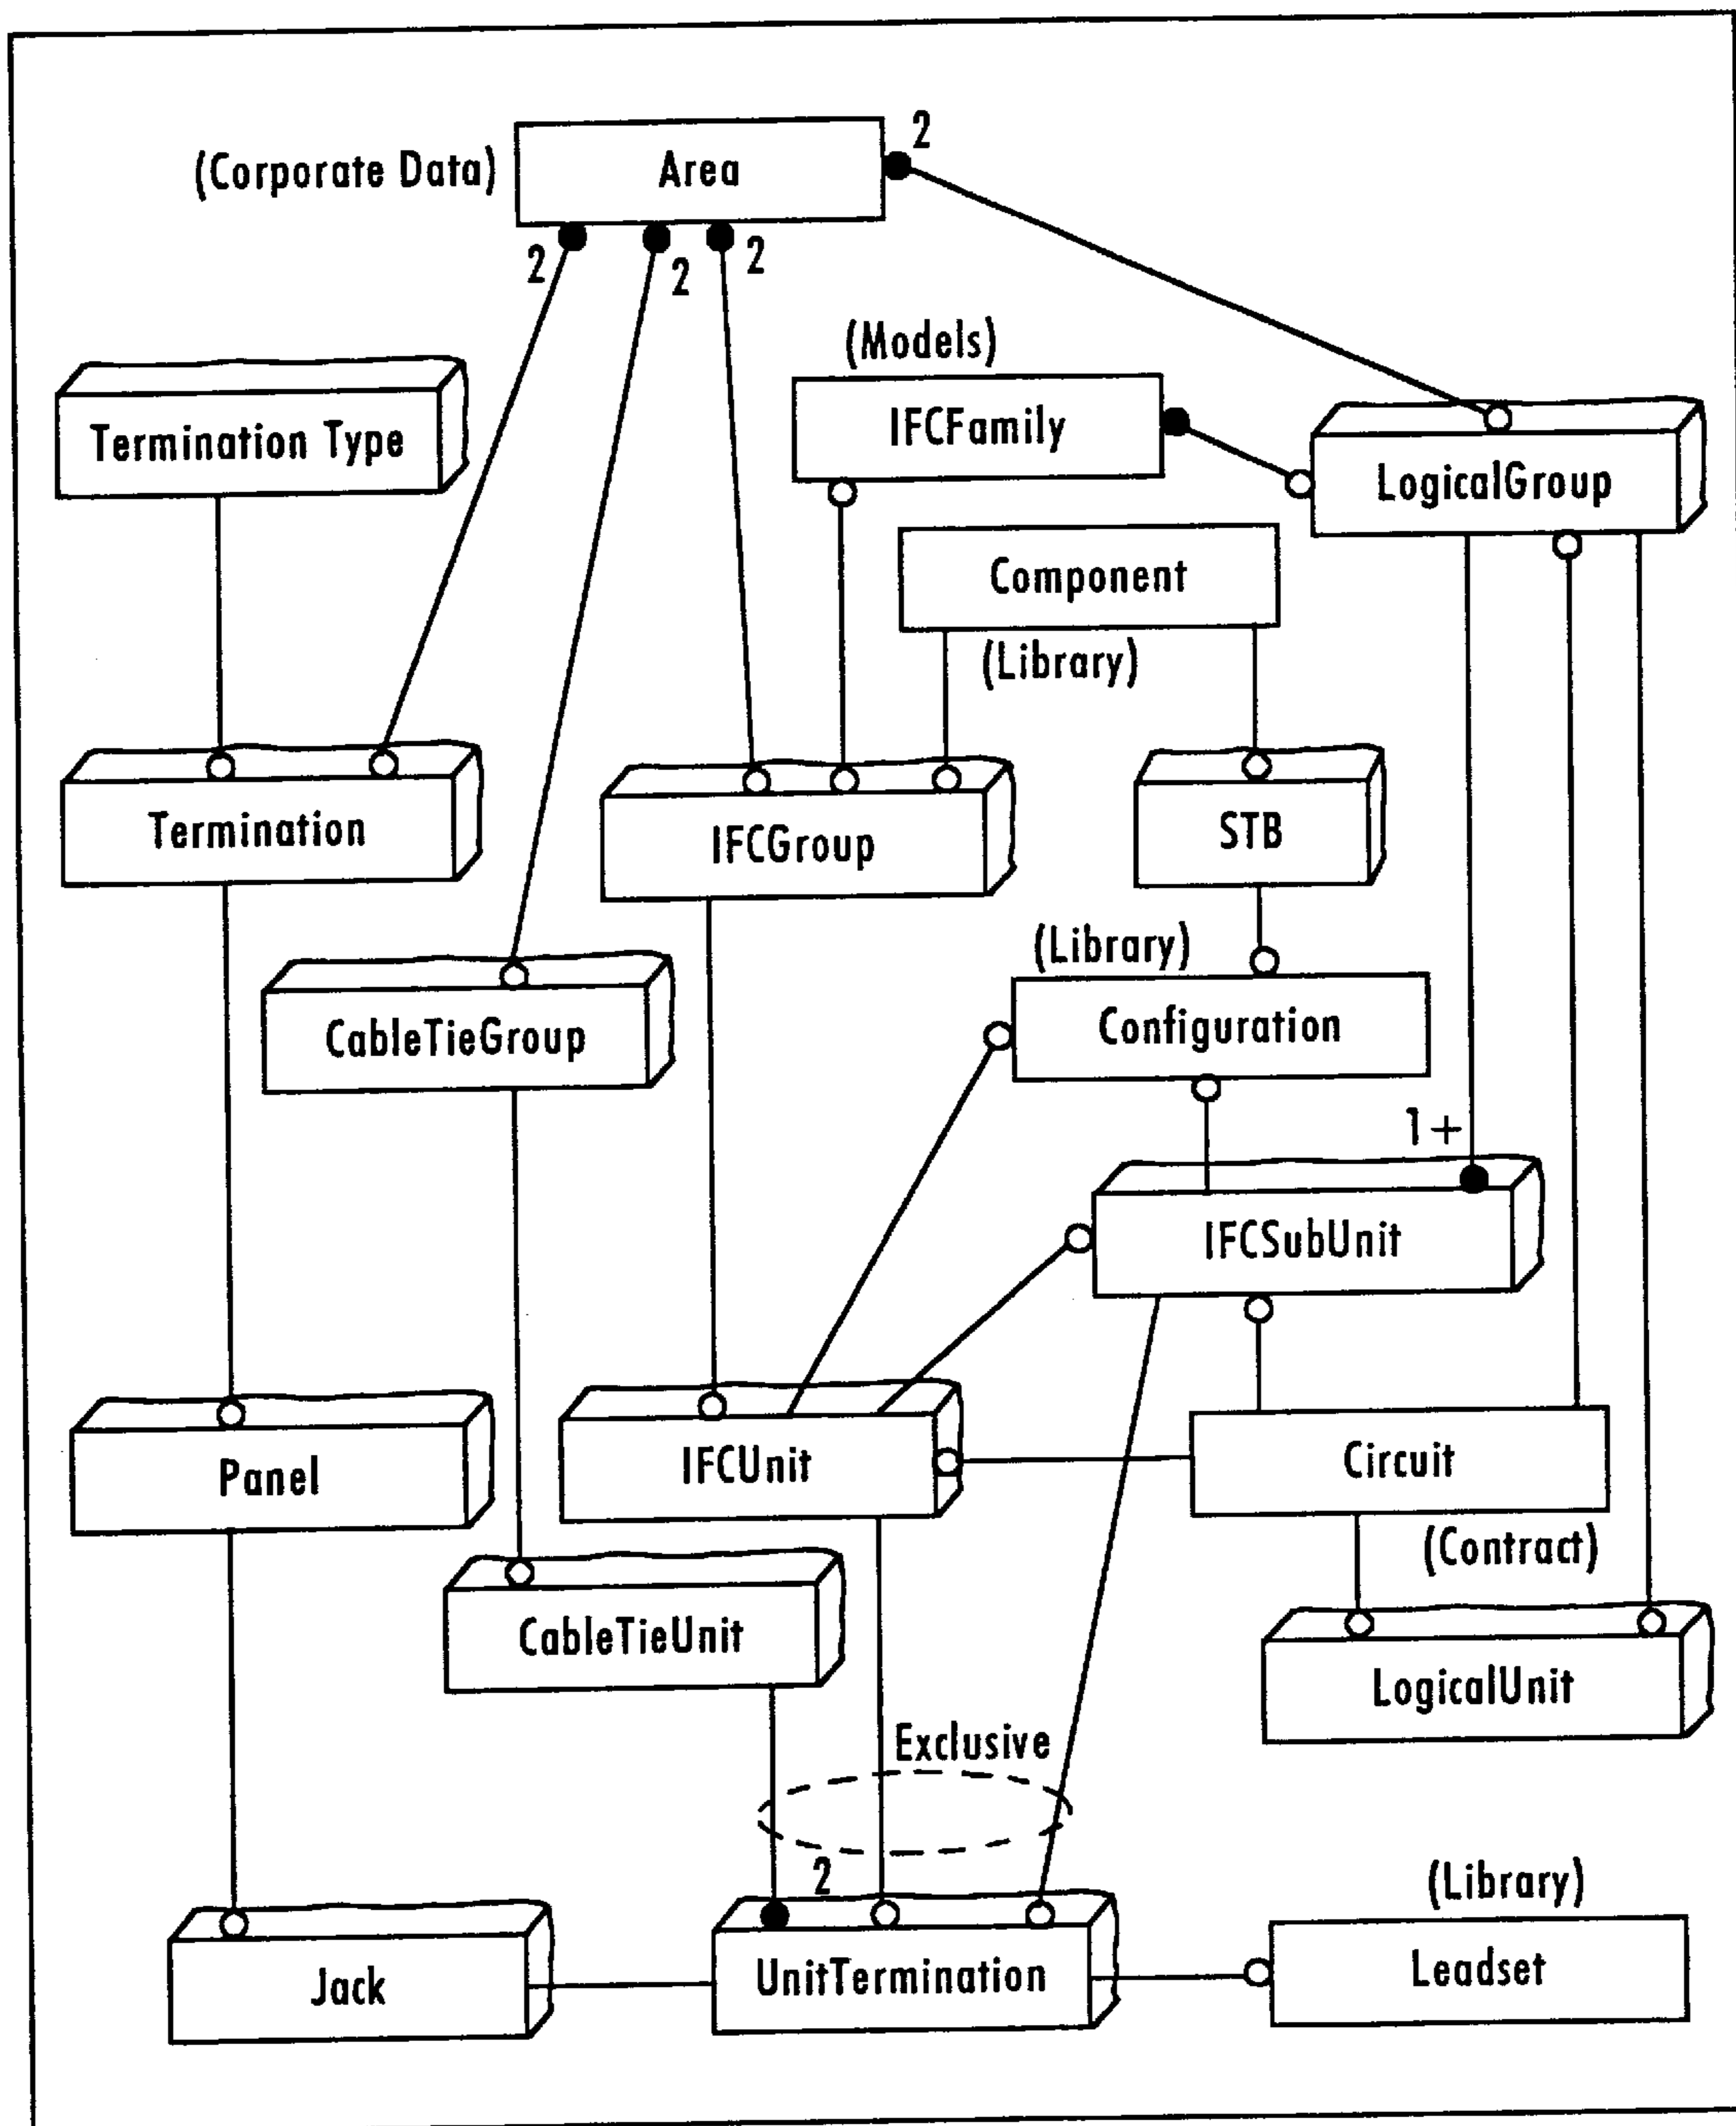 2
(Corporate Data)
Area
2
2
2
(Models)
Termination Type
IFCFamily
LogicalGroup
Component
(Library)
Termination
IFCGroup
STB
(Library)
CableTieGroup
Configuration
1+
IFCSubUnit
Panel
IFCUnit
Circuit
(Contract)
CableTieUnit
LogicalUnit
Exclusive
2
(Library)
Jack
UnitTermination
Leadset